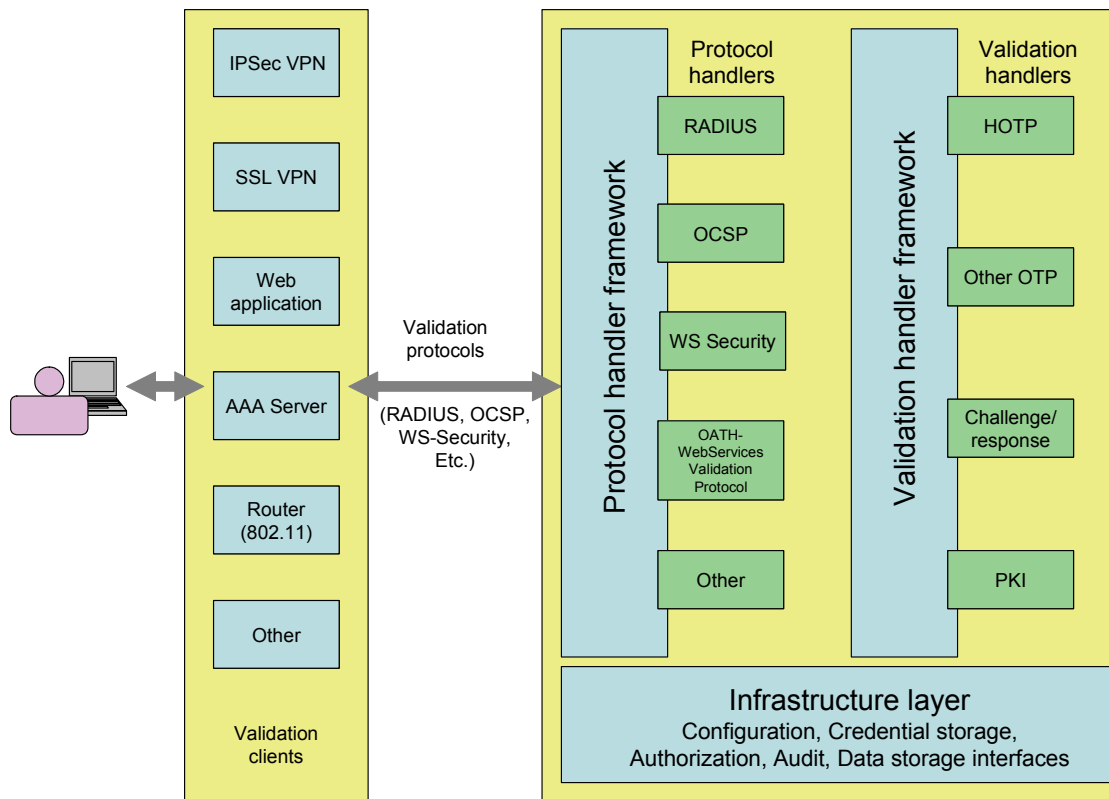 IPSec VPN
SSL VPN
Web
application
AAA Server
Router
(802.11)
Other
Validation
clients
Validation
protocols
(RADIUS, OCSP,
WS-Security,
Etc.)
Protocol handler framework
Protocol
handlers
RADIUS
OCSP
WS Security
OATH-
WebServices
Validation
Protocol
Other
Validation handler framework
Validation
handlers
HOTP
Other OTP
Challenge/
response
PKI
Infrastructure layer
Configuration, Credential storage,
Authorization, Audit, Data storage interfaces